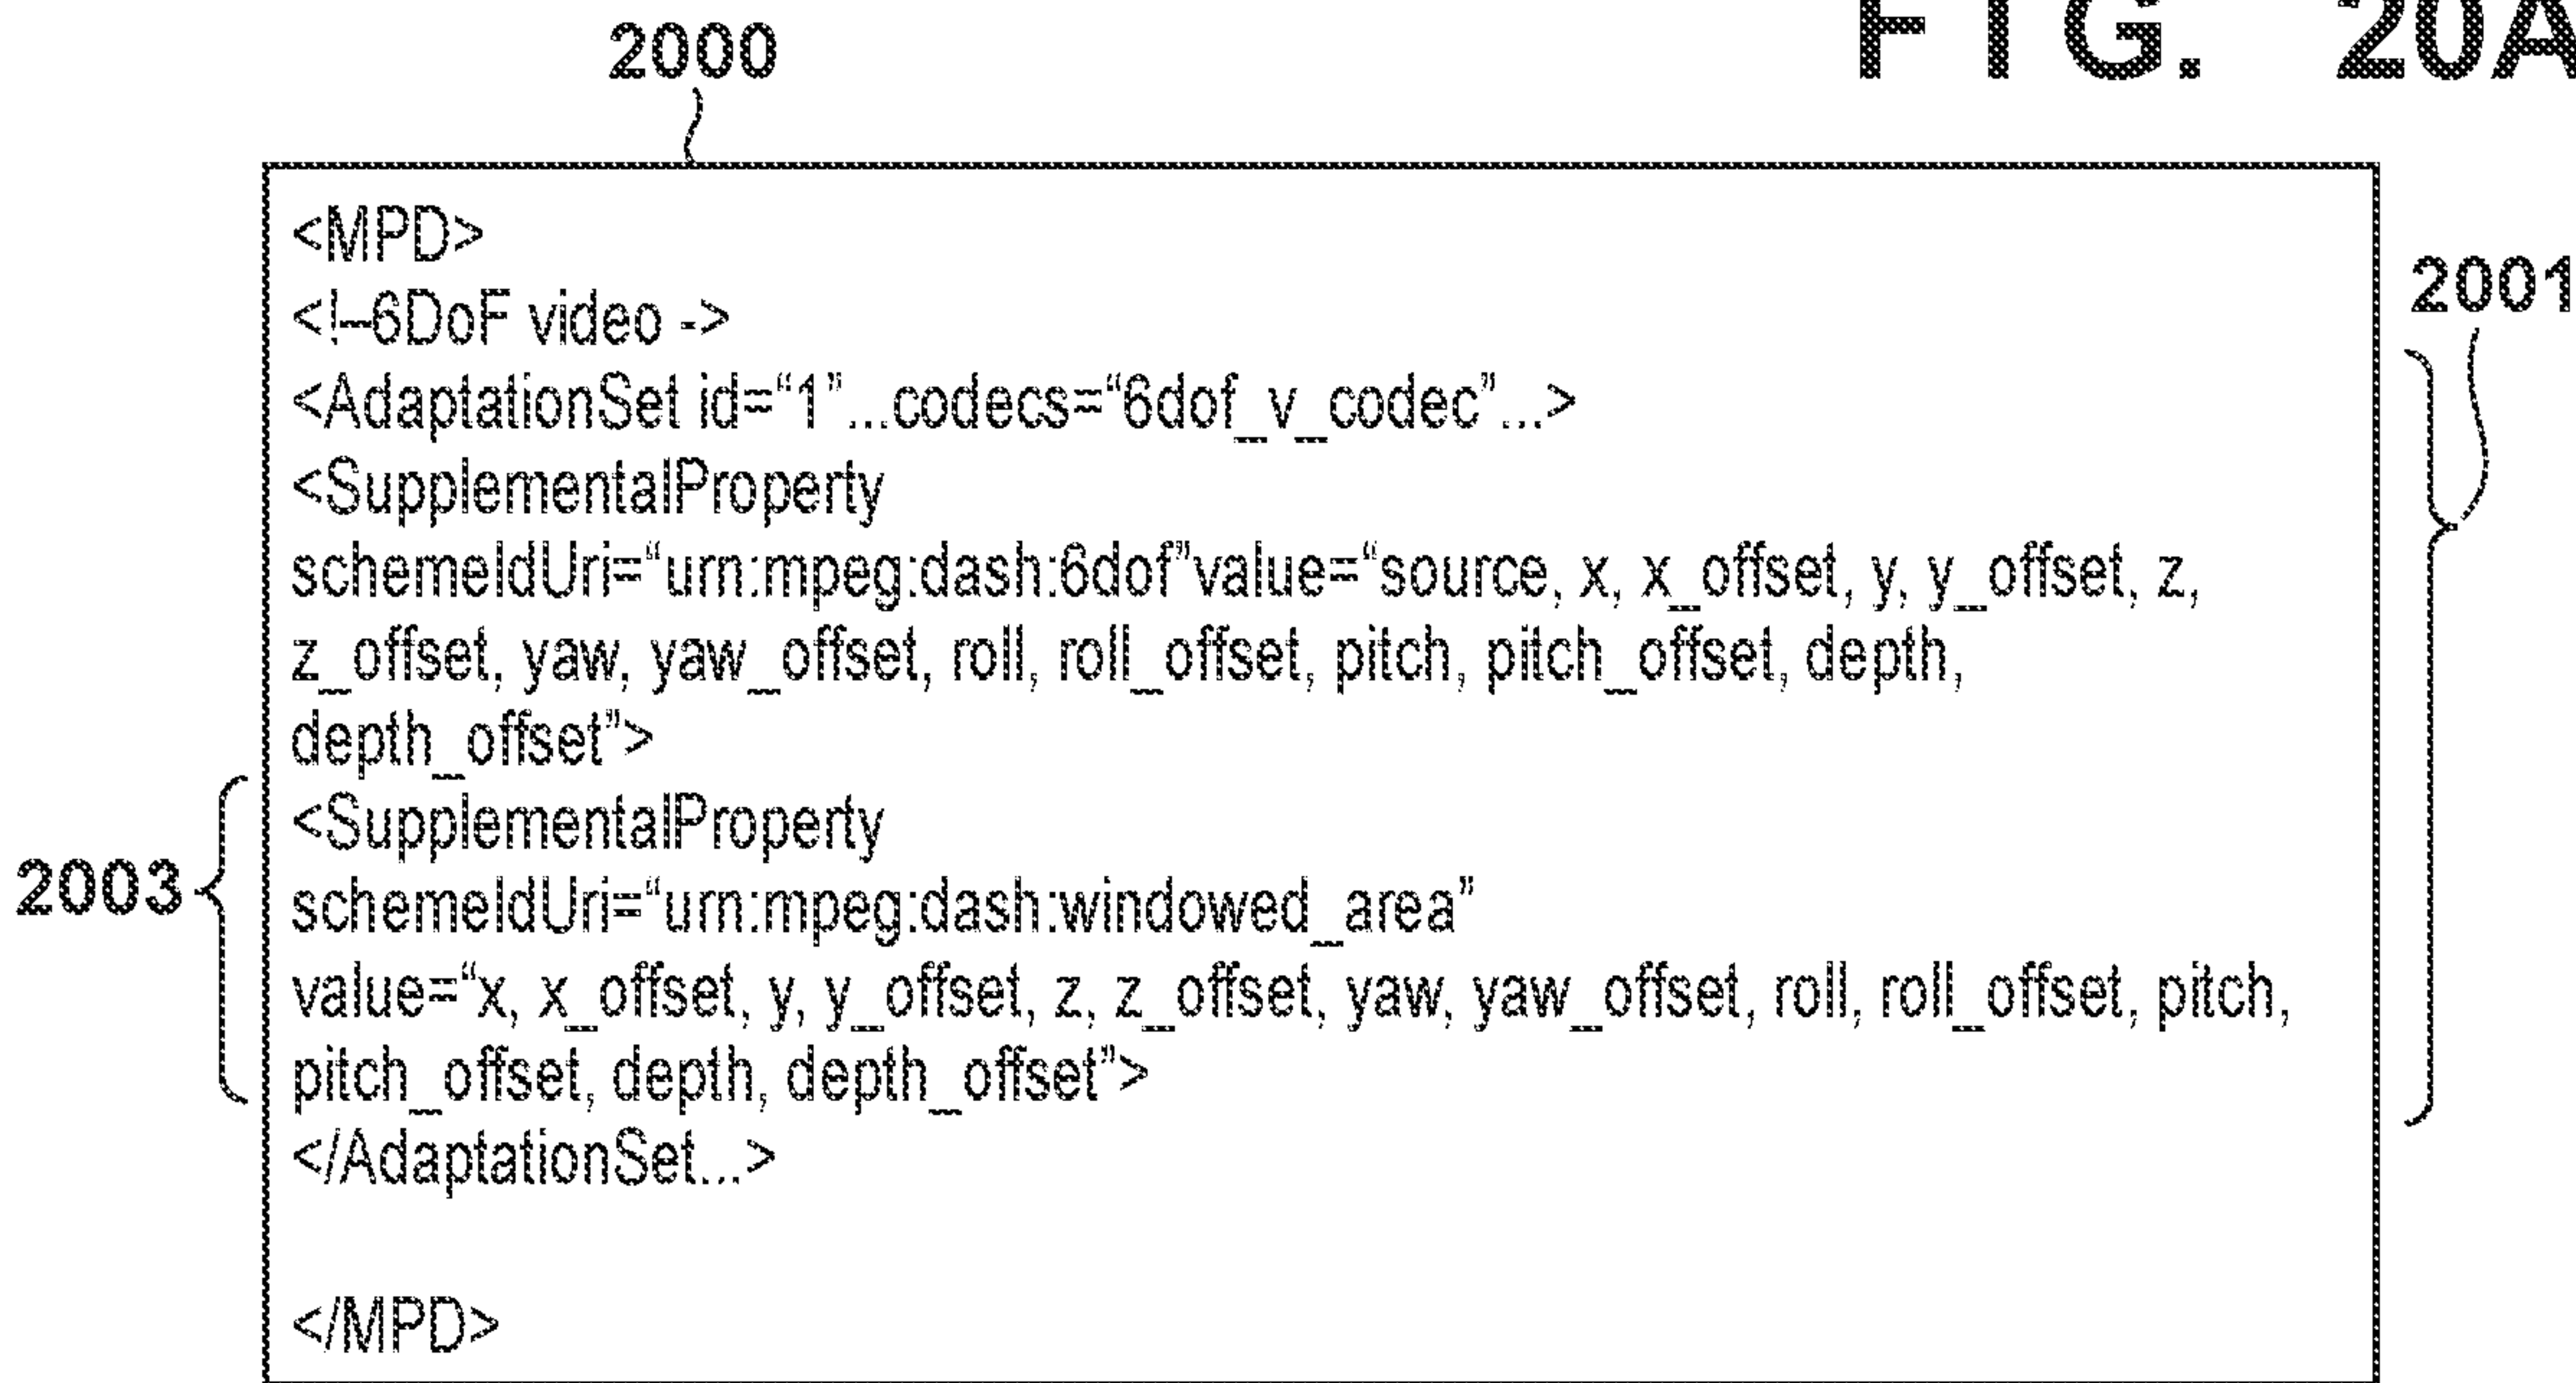 FIG. 20A
2000
<MPD>
<!–6DoF video ->
2001
<AdaptationSet id=“1”...codecs=“6dof_v_codec”...>
<SupplementalProperty
schemeIdUri=“urn:mpeg:dash:6dof”value=“source, x, x_offset, y, y_offset, z,
z_offset, yaw, yaw_offset, roll, roll_offset, pitch, pitch_offset, depth,
depth_offset”>
<SupplementalProperty
2003
schemeIdUri=“urn:mpeg:dash:windowed_area”
value=“x, x_offset, y, y_offset, z, z_offset, yaw, yaw_offset, roll, roll_offset, pitch,
pitch_offset, depth, depth_offset”>
</AdaptationSet...>
</MPD>